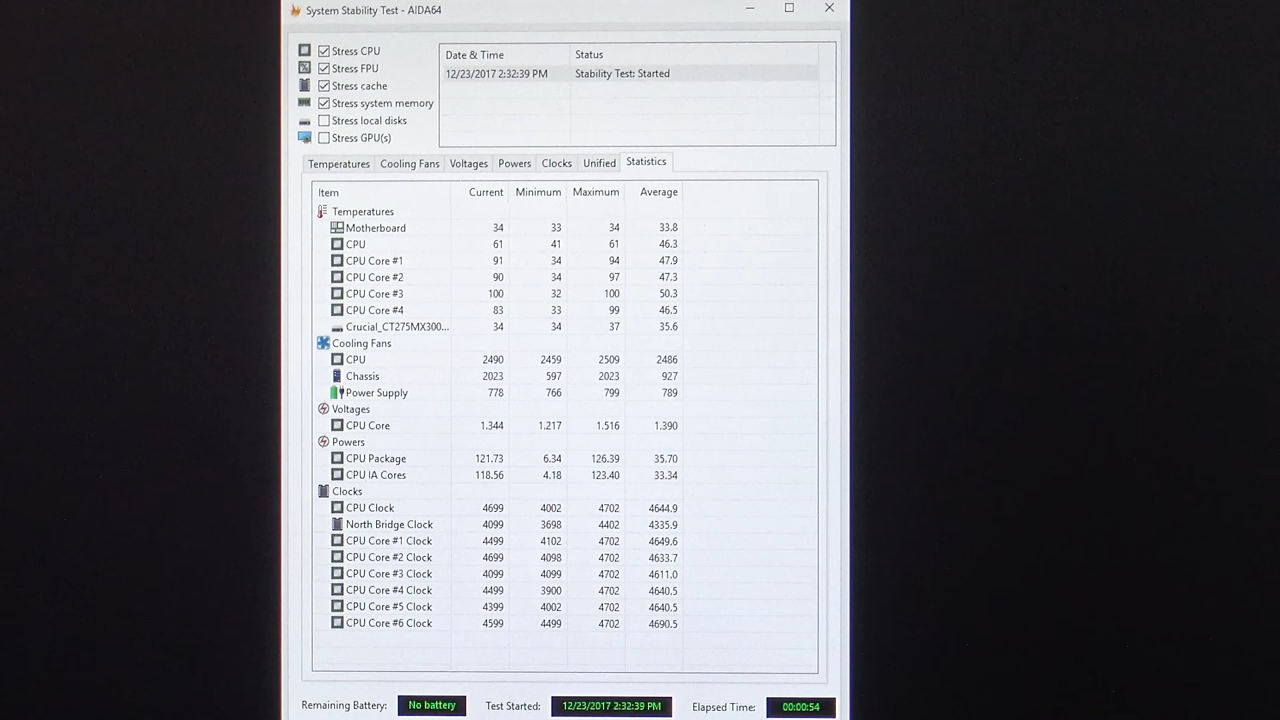 System Stability Test - AIDA64
Stress CPU
Stress FPU
Stress cache
Stress system memory
Stress local disks
Stress GPU(s)
Date & Time Status
12/23/2017 2:32:39 PM Stability Test: Started
Temperatures Cooling Fans Voltages Powers Clocks Unified Statistics
Item Current Minimum Maximum Average
Temperatures
Motherboard 34 33 34 33.8
CPU 61 41 61 46.3
CPU Core #1 91 34 94 47.9
CPU Core #2 90 34 97 47.3
CPU Core #3 100 32 100 50.3
CPU Core #4 83 33 99 46.5
Crucial_CT275MX300... 34 34 37 35.6
Cooling Fans
CPU 2490 2459 2509 2486
Chassis 2023 597 2023 927
Power Supply 778 766 799 789
Voltages
CPU Core 1.344 1.217 1.516 1.390
Powers
CPU Package 121.73 6.34 126.39 35.70
CPU IA Cores 118.56 4.18 123.40 33.34
Clocks
CPU Clock 4699 4002 4702 4644.9
North Bridge Clock 4099 3698 4402 4335.9
CPU Core #1 Clock 4499 4102 4702 4649.6
CPU Core #2 Clock 4699 4098 4702 4633.7
CPU Core #3 Clock 4099 4099 4702 4611.0
CPU Core #4 Clock 4499 3900 4702 4640.5
CPU Core #5 Clock 4399 4002 4702 4640.5
CPU Core #6 Clock 4599 4499 4702 4690.5
Remaining Battery: No battery Test Started: 12/23/2017 2:32:39 PM Elapsed Time: 00:00:54